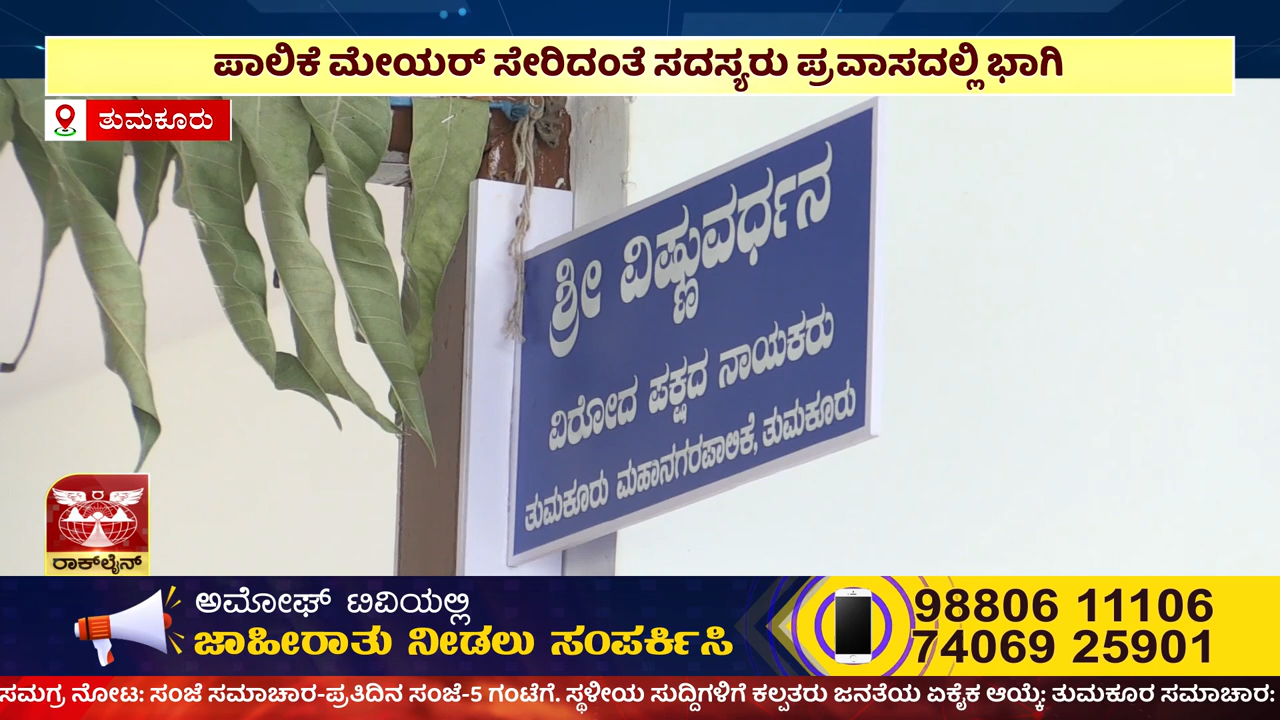 ಪಾಲಿಕೆ ಮೇಯರ್ ಸೇರಿದಂತೆ ಸದಸ್ಯರು ಪ್ರವಾಸದಲ್ಲಿ ಭಾಗಿ
ತುಮಕೂರು
ಶ್ರೀ ವಿಷ್ಣುವರ್ಧನ
ವಿರೋದ ಪಕ್ಷದ ನಾಯಕರು
ತುಮಕೂರು ಮಹಾನಗರಪಾಲಿಕೆ, ತುಮಕೂರು
ರಾಕ್‌ಲೈನ್
ಅಮೋಘ್ ಟಿವಿಯಲ್ಲಿ
ಜಾಹೀರಾತು ನೀಡಲು ಸಂಪರ್ಕಿಸಿ
98806 11106
74069 25901
ಸಮಗ್ರ ನೋಟ: ಸಂಜೆ ಸಮಾಚಾರ-ಪ್ರತಿದಿನ ಸಂಜೆ-5 ಗಂಟೆಗೆ. ಸ್ಥಳೀಯ ಸುದ್ದಿಗಳಿಗೆ ಕಲ್ಪತರು ಜನತೆಯ ಏಕೈಕ ಆಯ್ಕೆ: ತುಮಕೂರ ಸಮಾಚಾರ: